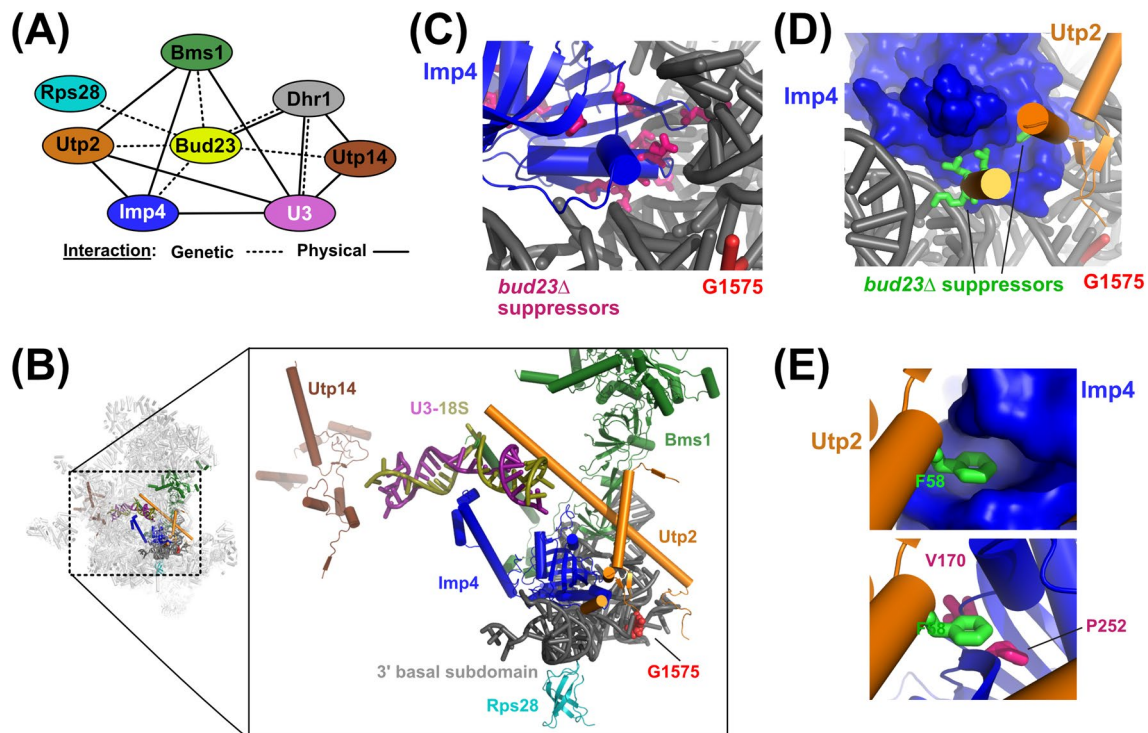 (A)
Bms1
Rps28
Dhr1
Utp2
Bud23
Utp14
Imp4
U3
Interaction: Genetic Physical
(B)
Utp14
U3-18S
Bms1
Utp2
Imp4
3' basal subdomain
G1575
Rps28
(C)
Imp4
bud23Δ
suppressors
G1575
(D)
Utp2
Imp4
bud23Δ suppressors
G1575
(E)
Imp4
Utp2
F58
V170
F58
P252